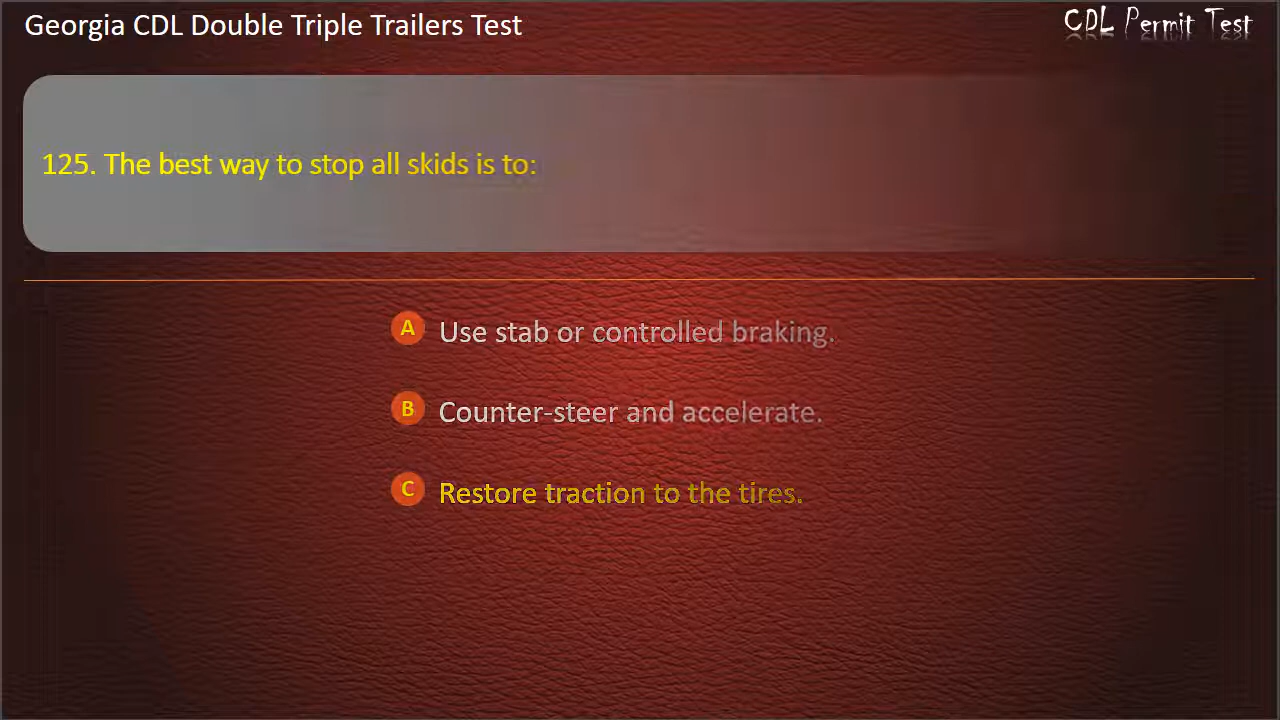 Georgia CDL Double Triple Trailers Test
CDL Permit Test
125. The best way to stop all skids is to:
A Use stab or controlled braking.
B Counter-steer and accelerate.
C Restore traction to the tires.